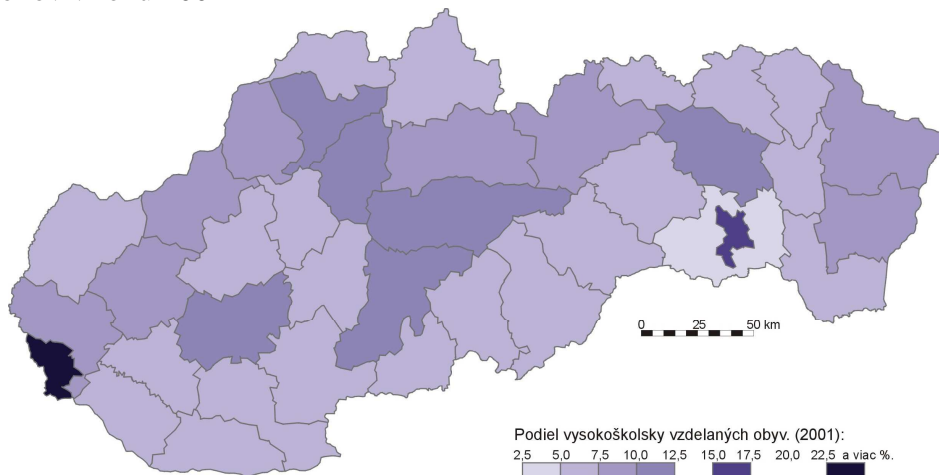 0 25 50 km
Podiel vysokoškolsky vzdelaných obyv. (2001):
2,5 5,0 7,5 10,0 12,5 15,0 17,5 20,0 22,5 a viac %.